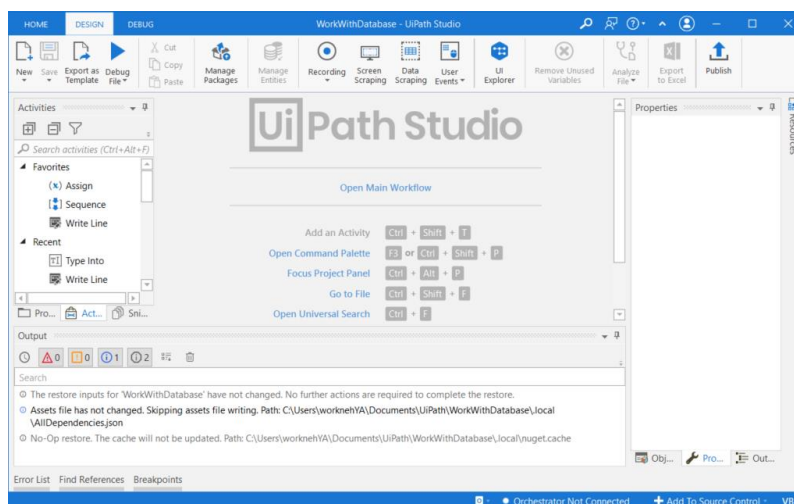 HOME DESIGN DEBUG WorkWithDatabase - UiPath Studio
New Save Export as Template Debug File Cut Copy Paste Manage Packages Manage Entities Recording Screen Scraping Data Scraping User Events UI Explorer Remove Unused Variables Analyze File Export to Excel Publish
Activities
Search activities (Ctrl+Alt+F)
Favorites
Assign
Sequence
Write Line
Recent
Type Into
Write Line
Pro... Act... Sni...
UiPath Studio
Open Main Workflow
Add an Activity Ctrl + Shift + T
Open Command Palette F3 or Ctrl + Shift + P
Focus Project Panel Ctrl + Alt + P
Go to File Ctrl + Shift + F
Open Universal Search Ctrl + F
Properties
Resources
Obj... Pro... Out...
Output
0 0 1 2
Search
The restore inputs for 'WorkWithDatabase' have not changed. No further actions are required to complete the restore.
Assets file has not changed. Skipping assets file writing. Path: C:\Users\worknehYA\Documents\UiPath\WorkWithDatabase\.local
\AllDependencies.json
No-Op restore. The cache will not be updated. Path: C:\Users\worknehYA\Documents\UiPath\WorkWithDatabase\.local\nuget.cache
Error List Find References Breakpoints
Orchestrator Not Connected Add To Source Control VB